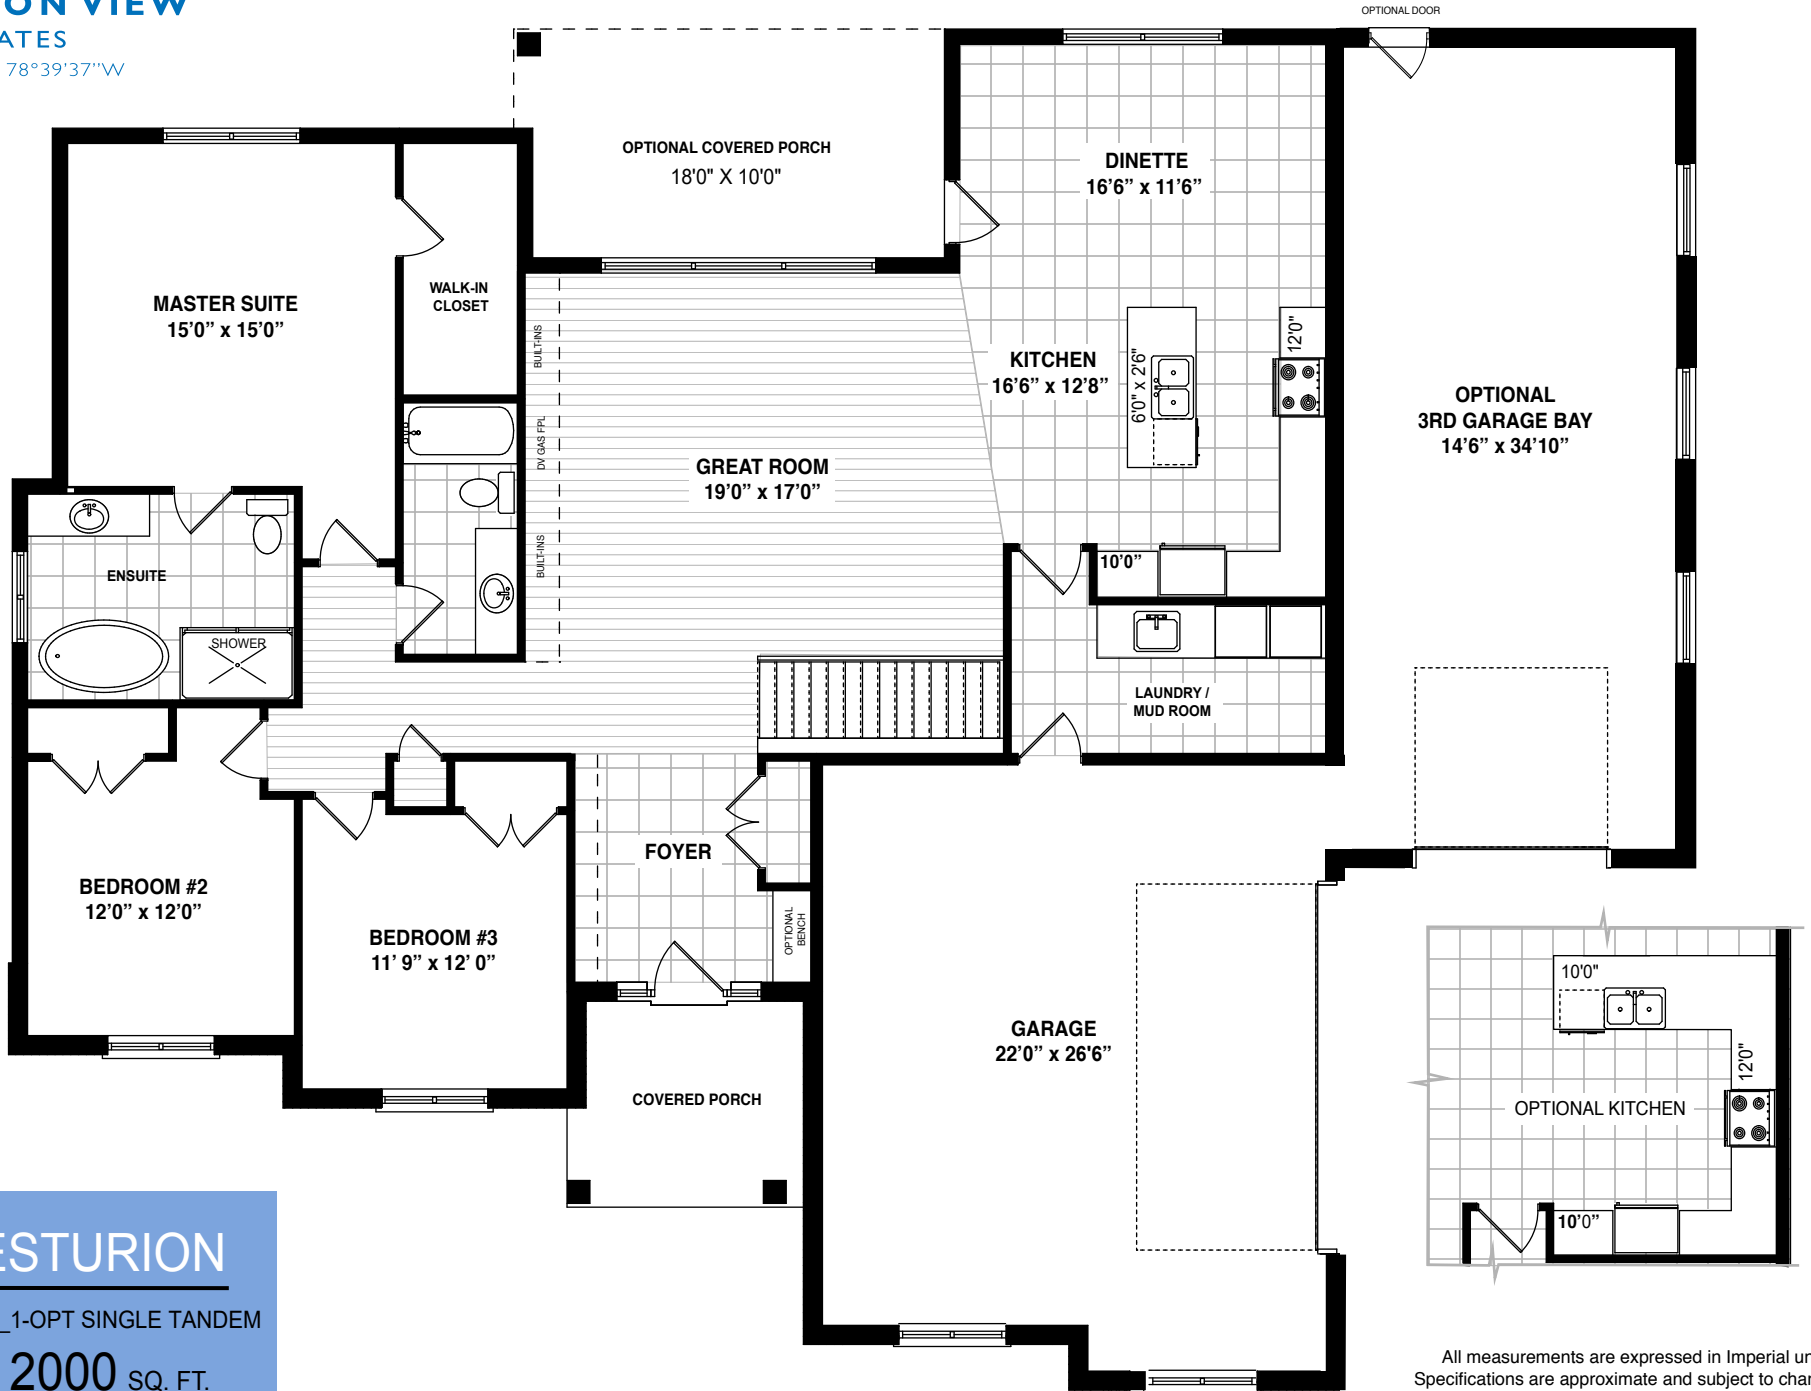 ON VIEW
ATES
78°39'37"W
OPTIONAL DOOR
OPTIONAL COVERED PORCH
18'0" X 10'0"
DINETTE
16’6” x 11’6”
MASTER SUITE
15’0” x 15’0”
WALK-IN
CLOSET
BUILT-INS
DV GAS FPL
BUILT-INS
KITCHEN
16’6” x 12’8”
6'0" x 2'6"
12'0"
OPTIONAL
3RD GARAGE BAY
14’6” x 34’10”
GREAT ROOM
19’0” x 17’0”
10'0"
ENSUITE
SHOWER
LAUNDRY /
MUD ROOM
FOYER
BEDROOM #2
12’0” x 12’0”
BEDROOM #3
11’ 9” x 12’ 0”
OPTIONAL
BENCH
GARAGE
22’0” x 26'6”
COVERED PORCH
10'0"
12'0"
OPTIONAL KITCHEN
10’0”
ESTURION
_1-OPT SINGLE TANDEM
2000 SQ. FT.
All measurements are expressed in Imperial un
Specifications are approximate and subject to char